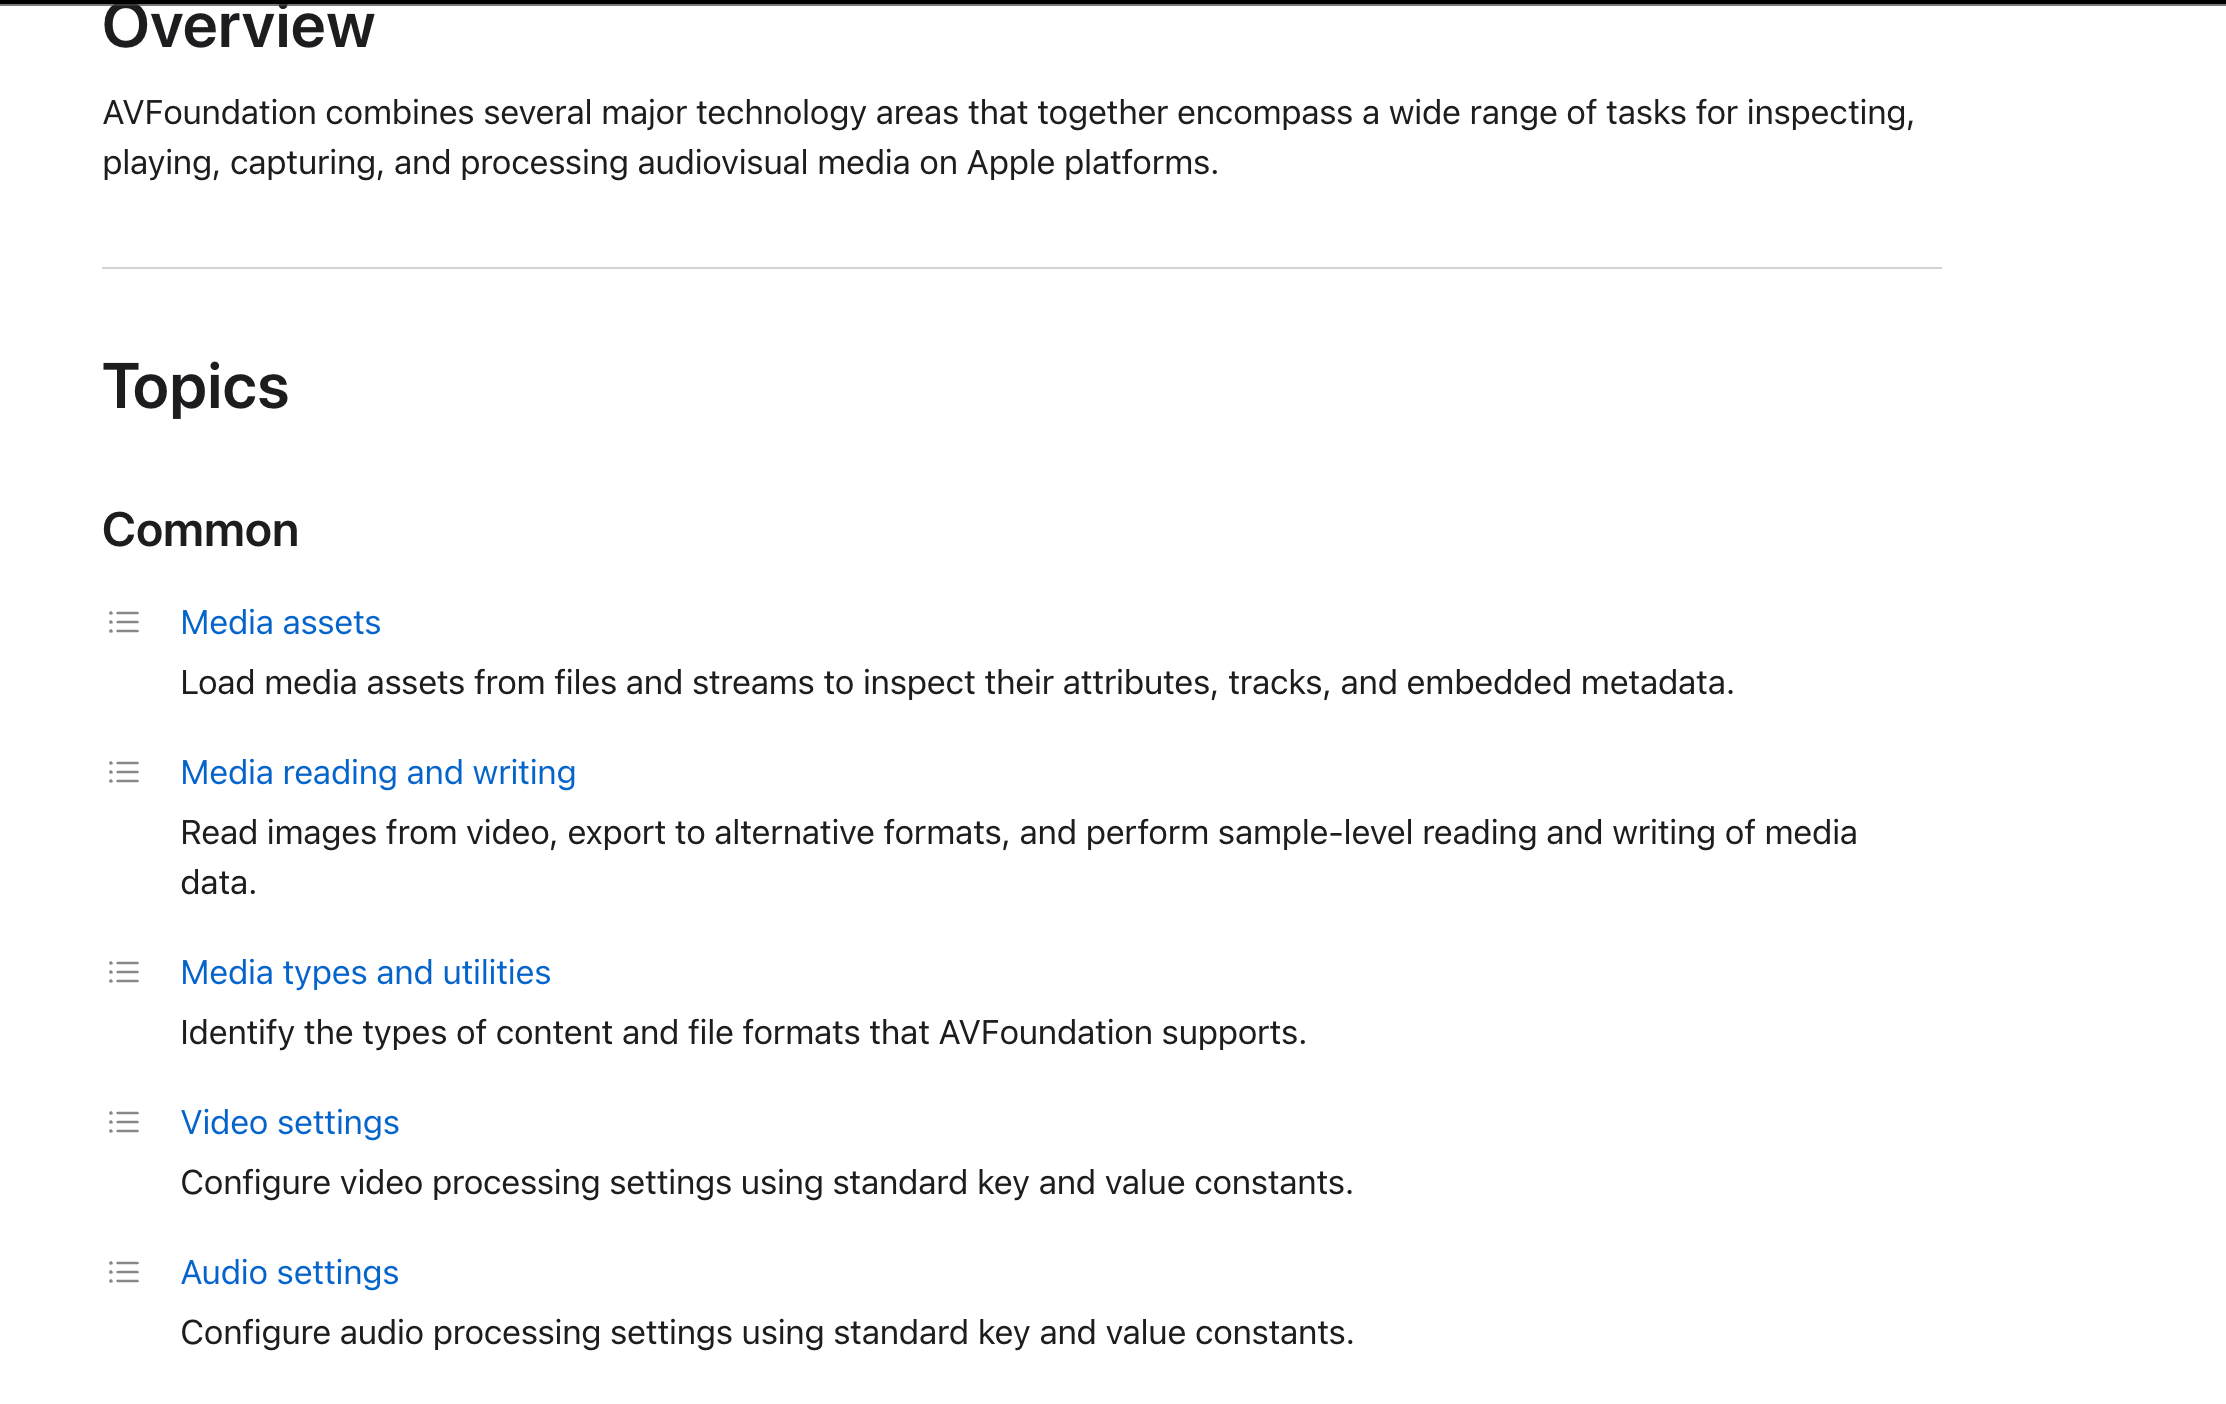 Overview
AVFoundation combines several major technology areas that together encompass a wide range of tasks for inspecting,
playing, capturing, and processing audiovisual media on Apple platforms.
Topics
Common
Media assets
Load media assets from files and streams to inspect their attributes, tracks, and embedded metadata.
Media reading and writing
Read images from video, export to alternative formats, and perform sample-level reading and writing of media
data.
Media types and utilities
Identify the types of content and file formats that AVFoundation supports.
Video settings
Configure video processing settings using standard key and value constants.
Audio settings
Configure audio processing settings using standard key and value constants.